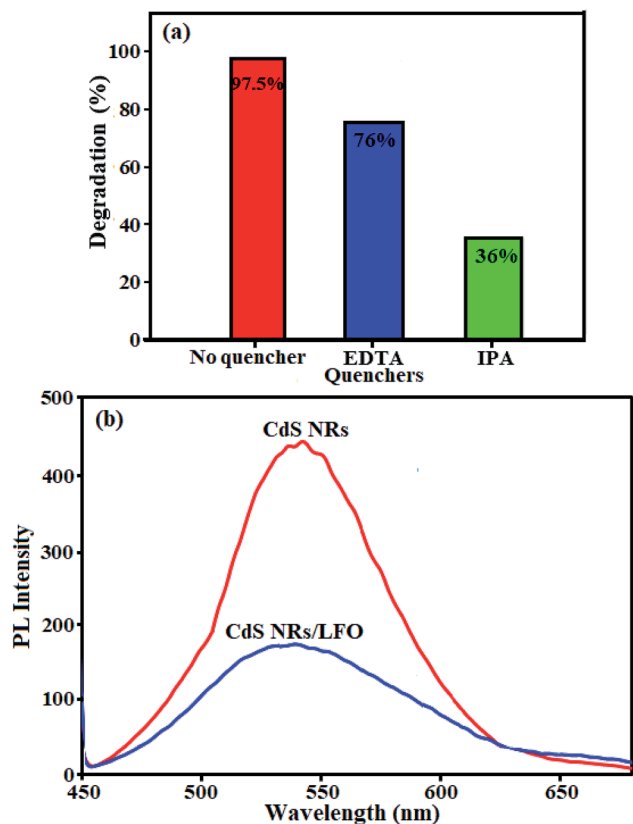 (a)
Degradation (%)
100
80
60
40
20
0
97.5%
76%
36%
No quencher
EDTA
IPA
Quenchers
(b)
PL Intensity
500
400
300
200
100
0
CdS NRs
CdS NRs/LFO
450
500
550
600
650
Wavelength (nm)